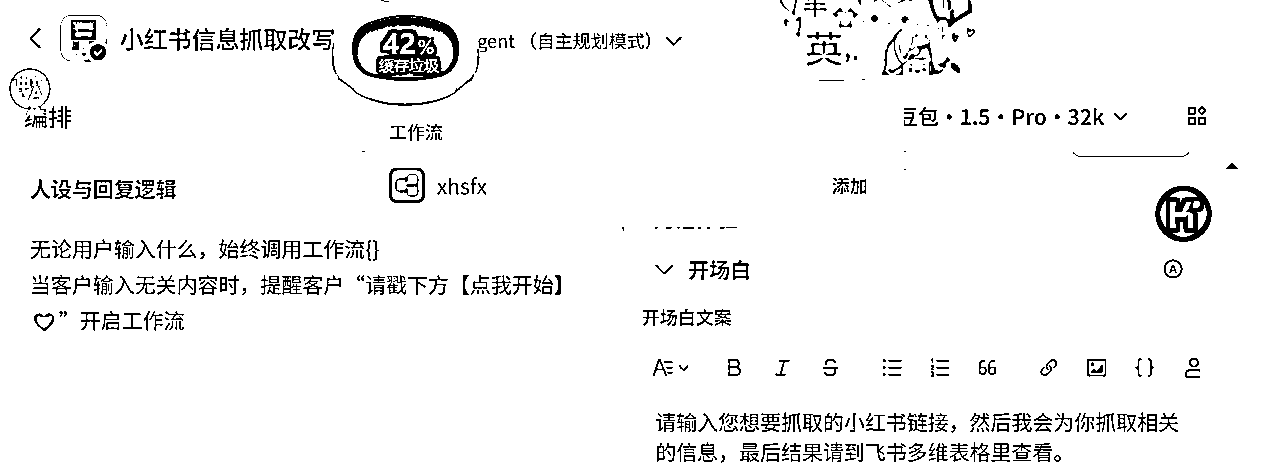 小红书信息抓取改写
42%
缓存垃圾
gent（自主规划模式）
英
编排
工作流
豆包・1.5・Pro・32k
人设与回复逻辑
xhsfx
添加
无论用户输入什么，始终调用工作流{}
当客户输入无关内容时，提醒客户“请戳下方【点我开始】
♡”开启工作流
开场白
开场白文案
请输入您想要抓取的小红书链接，然后我会为你抓取相关
的信息，最后结果请到飞书多维表格里查看。